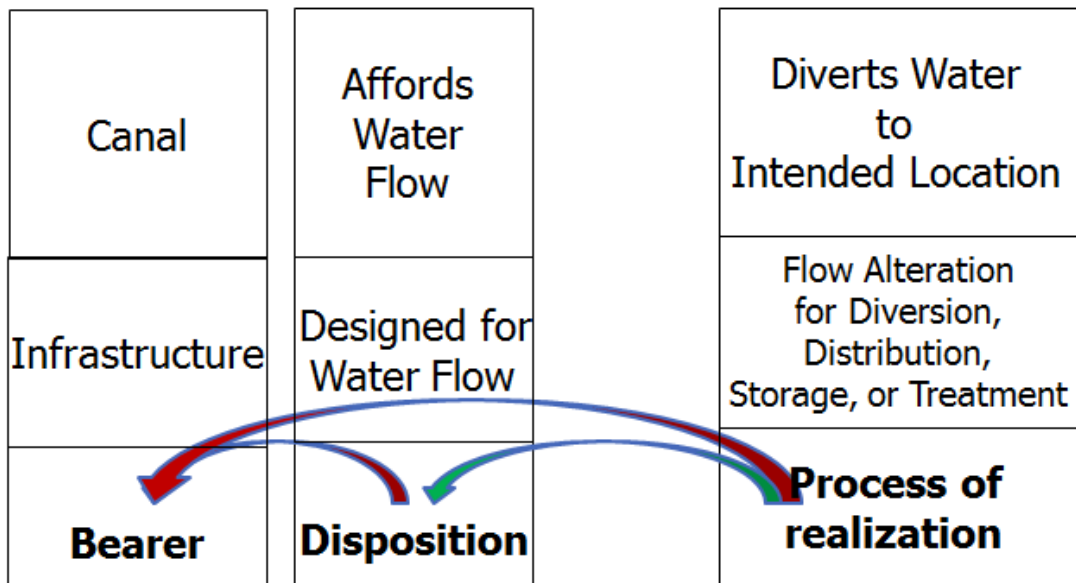 Canal
Affords
Water
Flow
Diverts Water
to
Intended Location
Infrastructure
Designed for
Water Flow
Flow Alteration
for Diversion,
Distribution,
Storage, or Treatment
Bearer
Disposition
Process of
realization